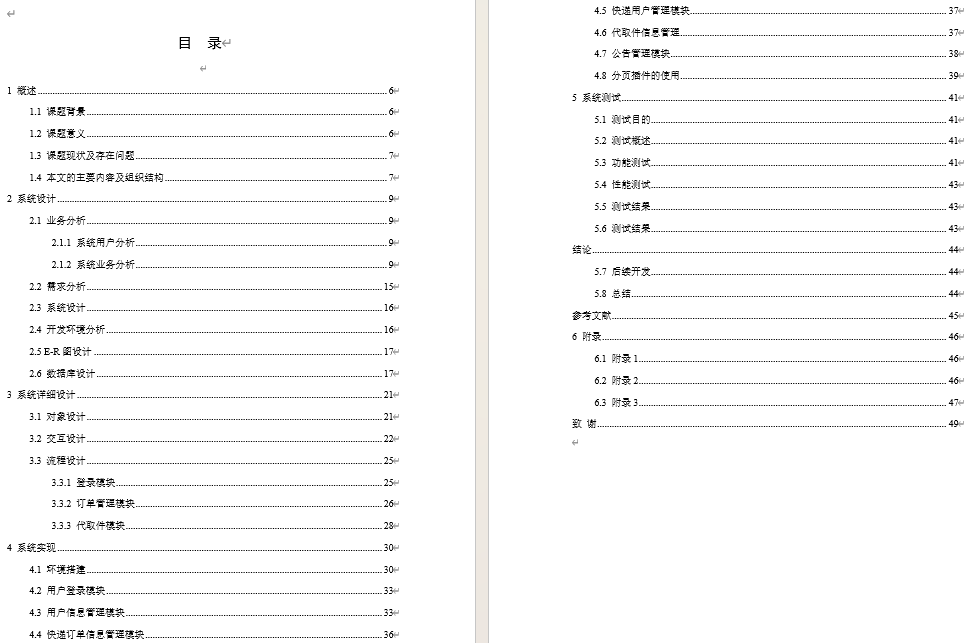 目 录
1 概述 6
1.1 课题背景 6
1.2 课题意义 6
1.3 课题现状及存在问题 7
1.4 本文的主要内容及组织结构 7
2 系统设计 9
2.1 业务分析 9
2.1.1 系统用户分析 9
2.1.2 系统业务分析 9
2.2 需求分析 15
2.3 系统设计 16
2.4 开发环境分析 16
2.5 E-R 图设计 17
2.6 数据库设计 17
3 系统详细设计 21
3.1 对象设计 21
3.2 交互设计 22
3.3 流程设计 25
3.3.1 登录模块 25
3.3.2 订单管理模块 26
3.3.3 代取件模块 28
4 系统实现 30
4.1 环境搭建 30
4.2 用户登录模块 33
4.3 用户信息管理模块 33
4.4 快递订单信息管理模块 36
4.5 快递用户管理模块 37
4.6 代取件信息管理 37
4.7 公告管理模块 38
4.8 分页插件的使用 39
5 系统测试 41
5.1 测试目的 41
5.2 测试概述 41
5.3 功能测试 41
5.4 性能测试 43
5.5 测试结果 43
5.6 测试结果 43
结论 44
5.7 后续开发 44
5.8 总结 44
参考文献 45
6 附录 46
6.1 附录 1 46
6.2 附录 2 46
6.3 附录 3 47
致 谢 49